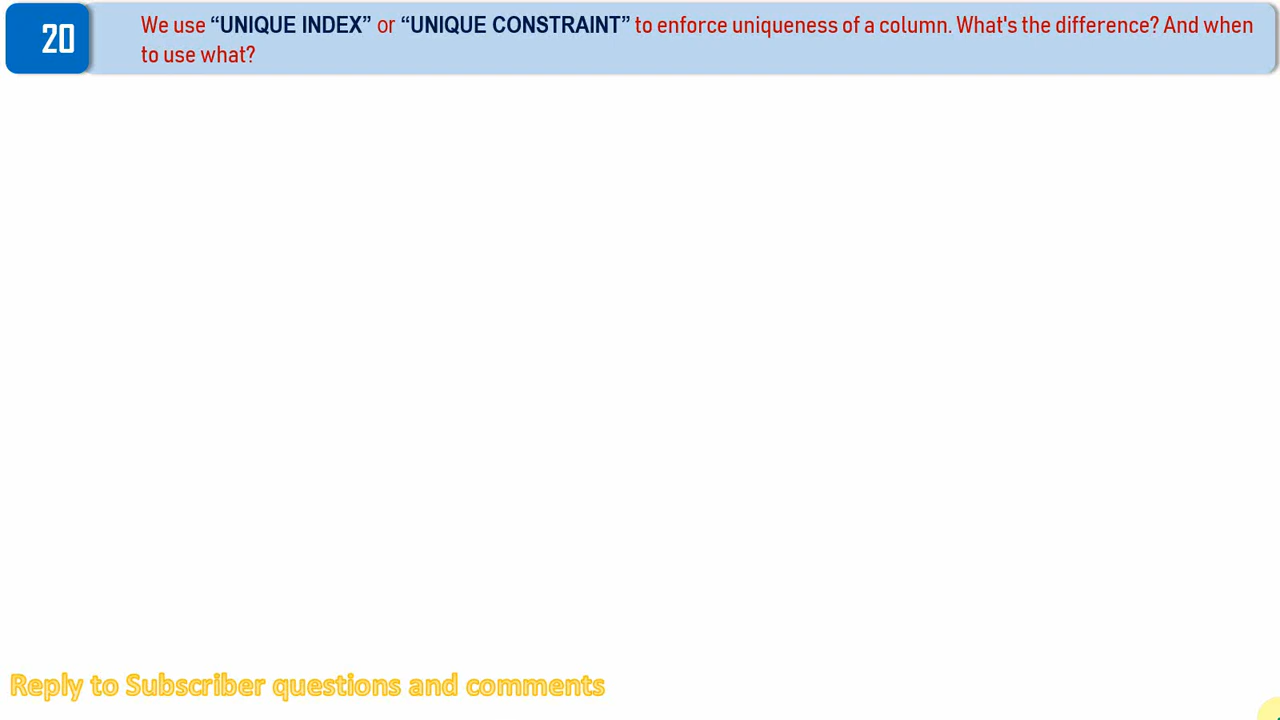 20
We use “UNIQUE INDEX” or “UNIQUE CONSTRAINT” to enforce uniqueness of a column. What's the difference? And when
to use what?
Reply to Subscriber questions and comments